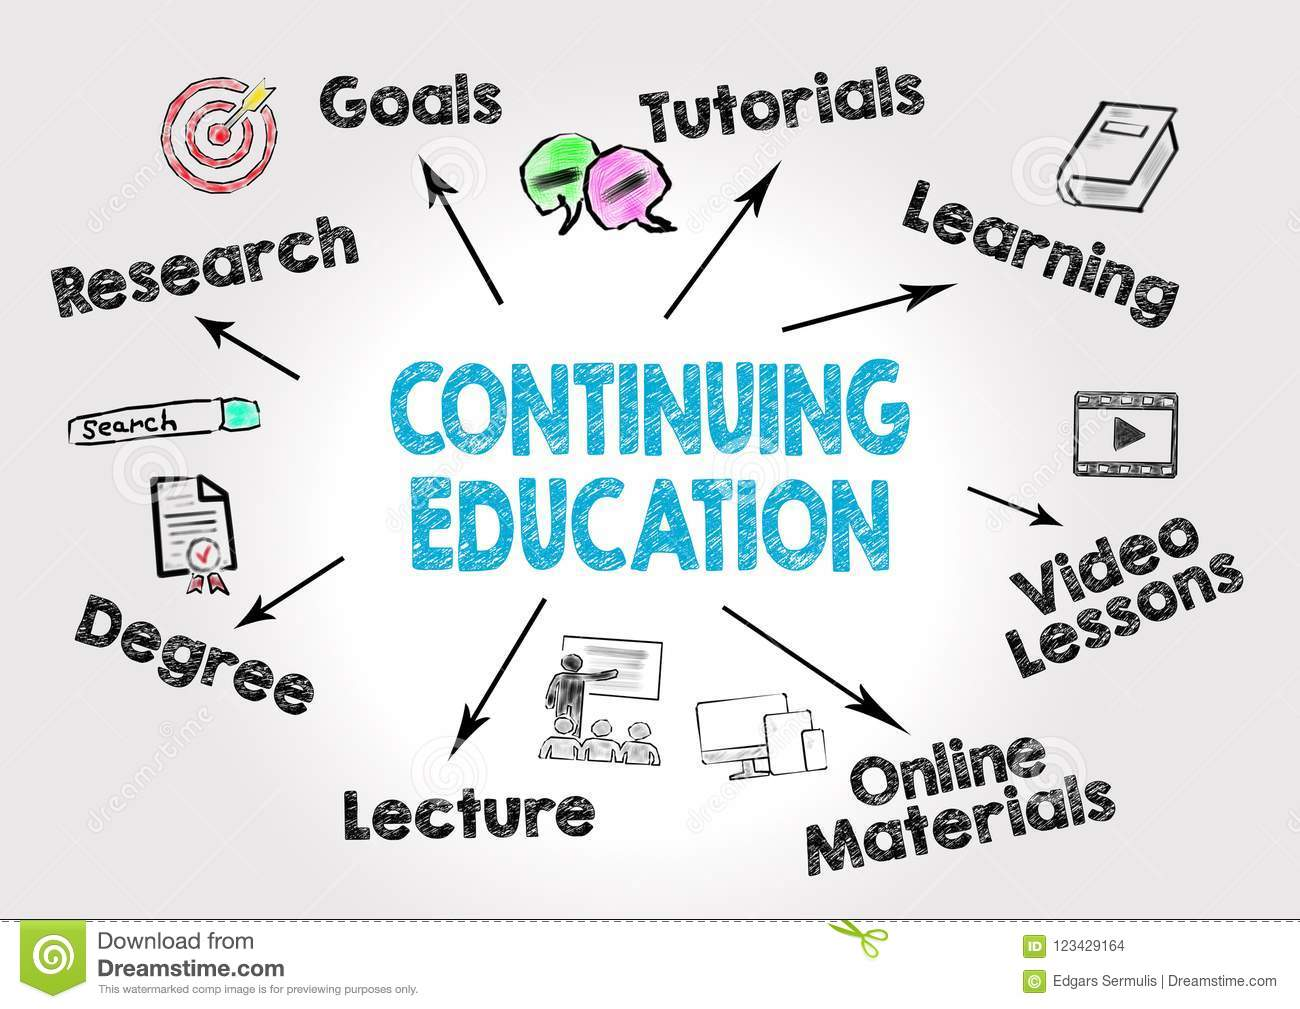 Goals
Tutorials
Research
Learning
Search
CONTINUING
EDUCATION
Video
Lessons
Degree
Lecture
Online
Materials
Download from
Dreamstime.com
This watermarked comp image is for previewing purposes only.
ID 123429164
© Edgars Sermulis | Dreamstime.com
dreamstime